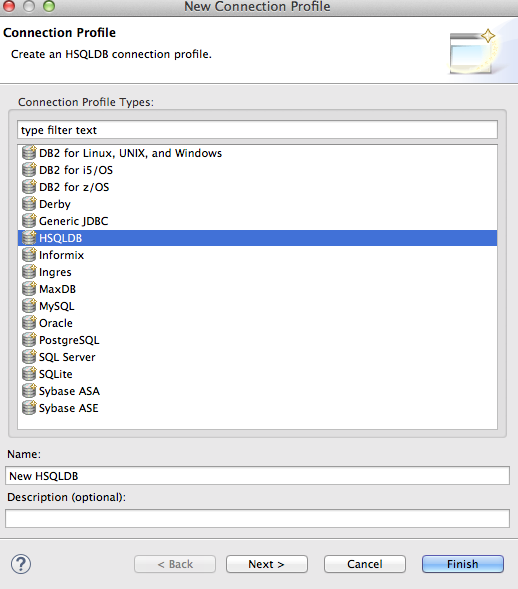 New Connection Profile
Connection Profile
Create an HSQLDB connection profile.
Connection Profile Types:
type filter text
DB2 for Linux, UNIX, and Windows
DB2 for i5/OS
DB2 for z/OS
Derby
Generic JDBC
HSQLDB
Informix
Ingres
MaxDB
MySQL
Oracle
PostgreSQL
SQL Server
SQLite
Sybase ASA
Sybase ASE
Name:
New HSQLDB
Description (optional):
? < Back Next > Cancel Finish